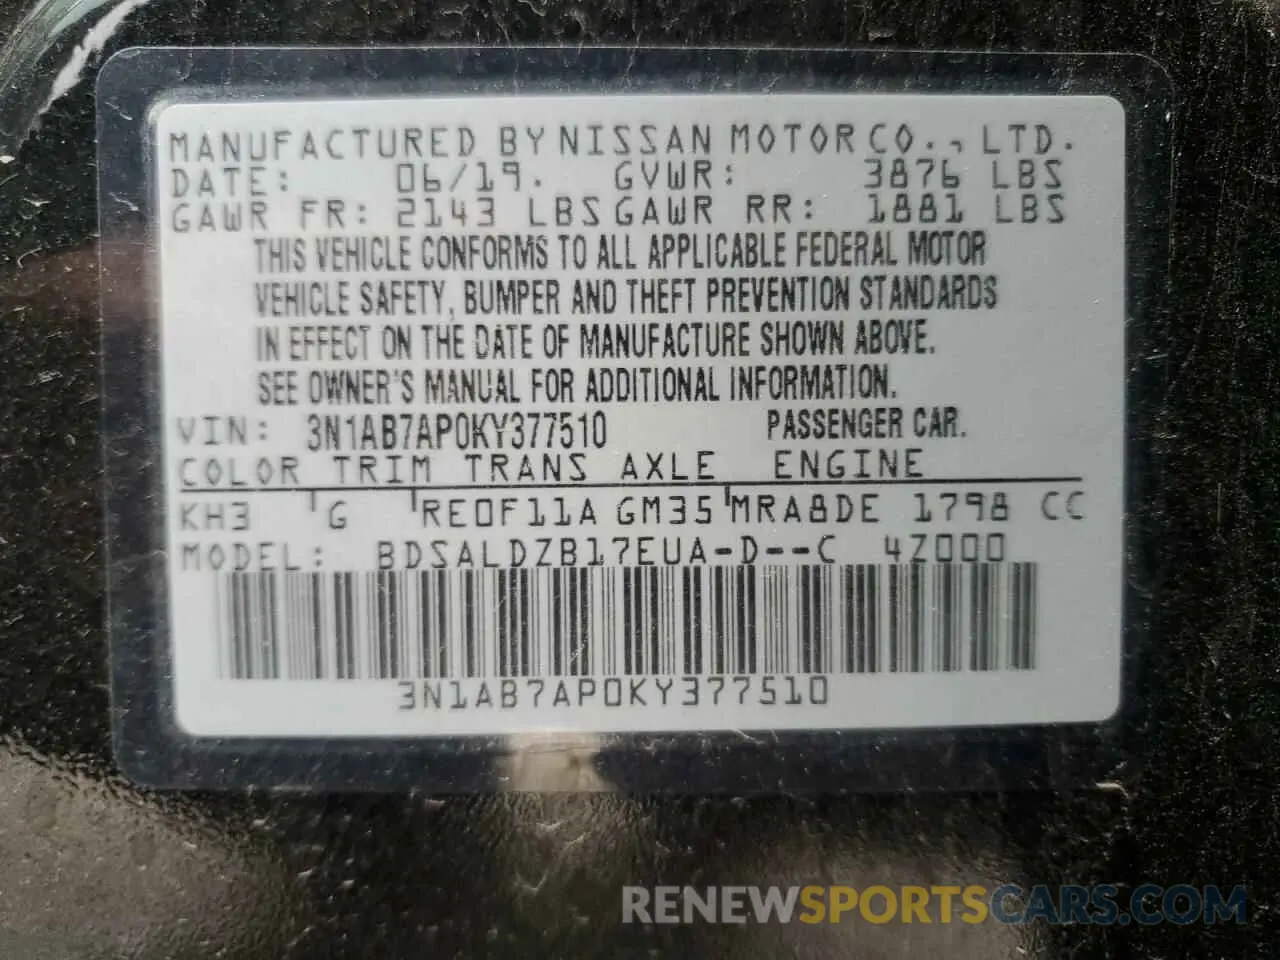 MANUFACTURED BY NISSAN MOTOR CO., LTD.
DATE: 06/19. GVWR: 3876 LBS
GAWR FR: 2143 LBS GAWR RR: 1881 LBS
THIS VEHICLE CONFORMS TO ALL APPLICABLE FEDERAL MOTOR
VEHICLE SAFETY, BUMPER AND THEFT PREVENTION STANDARDS
IN EFFECT ON THE DATE OF MANUFACTURE SHOWN ABOVE.
SEE OWNER'S MANUAL FOR ADDITIONAL INFORMATION.
VIN: 3N1AB7AP0KY377510 PASSENGER CAR.
COLOR TRIM TRANS AXLE ENGINE
KH3 G RE0F11A GM35 MRA8DE 1798 CC
MODEL: BDSALDZB17EUA-D--C 4Z000
3N1AB7AP0KY377510
RENEWSPORTSCARS.COM